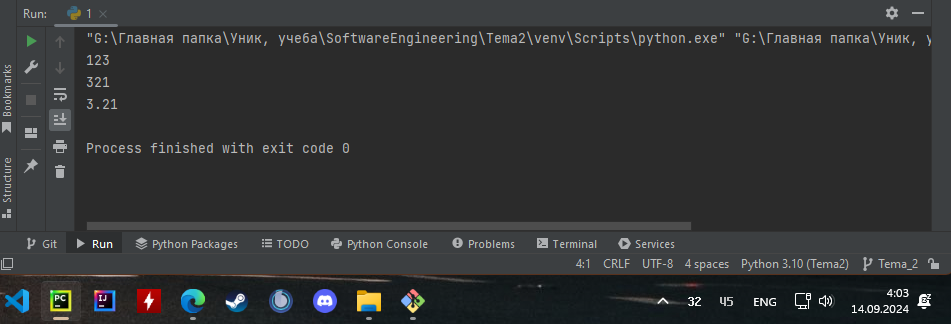 Run: 1
"G:\Главная папка\Уник, учеба\SoftwareEngineering\Tema2\venv\Scripts\python.exe" "G:\Главная папка\Уник, у
123
321
3.21
Process finished with exit code 0
Bookmarks
Structure
Git Run Python Packages TODO Python Console Problems Terminal Services
4:1 CRLF UTF-8 4 spaces Python 3.10 (Tema2) Tema_2
PC IJ 32 45 ENG 4:03
14.09.2024